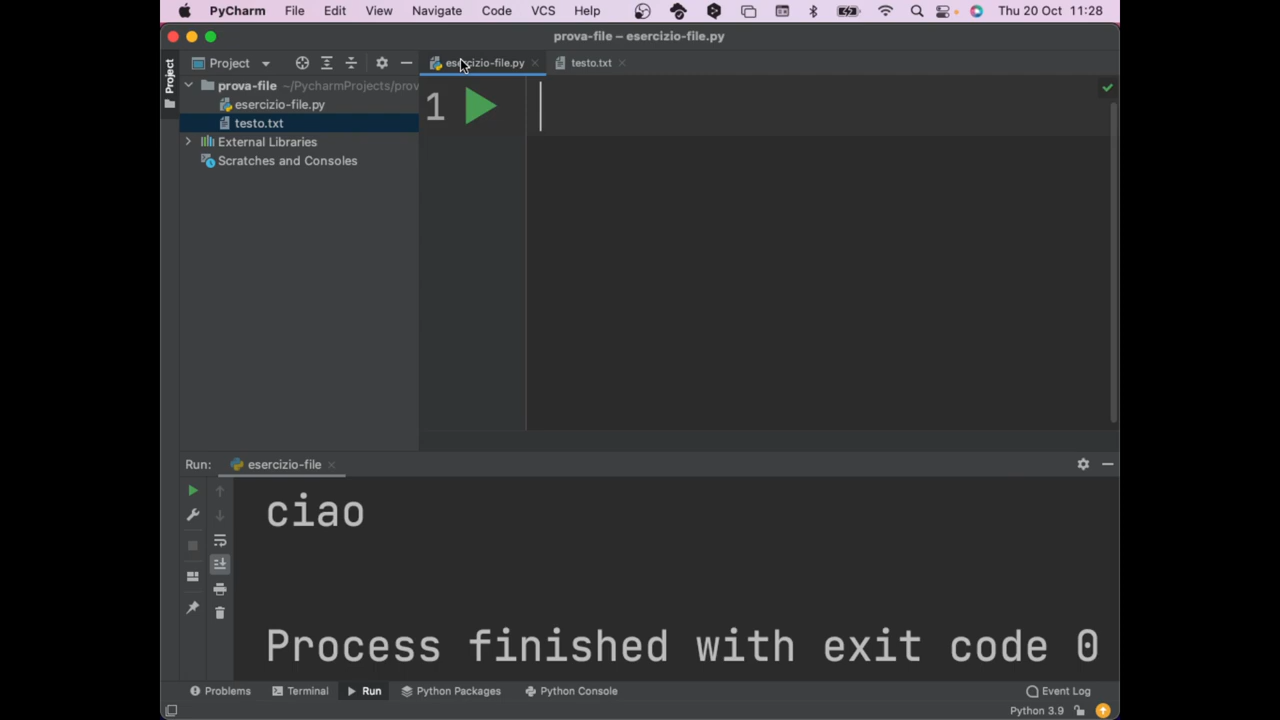 PyCharm File Edit View Navigate Code VCS Help Thu 20 Oct 11:28
prova-file – esercizio-file.py
Project
Project
esercizio-file.py
testo.txt
prova-file ~/PycharmProjects/prov
esercizio-file.py
testo.txt
External Libraries
Scratches and Consoles
1
Run: esercizio-file
ciao
Process finished with exit code 0
Problems Terminal Run Python Packages Python Console Event Log
Python 3.9